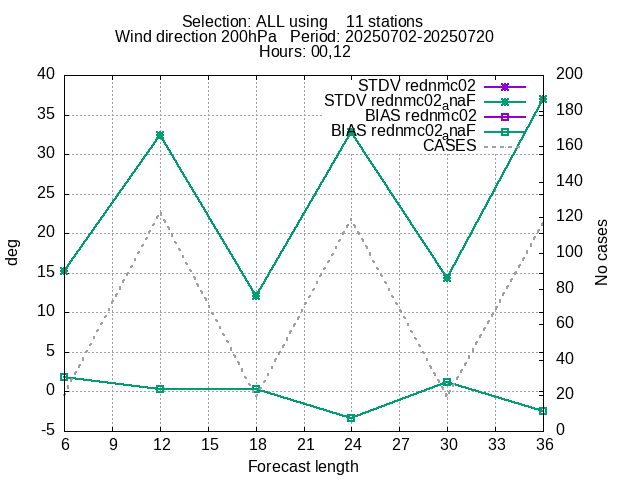 Selection: ALL using    11 stations
Wind direction 200hPa   Period: 20250702-20250720
Hours: 00,12
40
35
30
25
20
15
10
5
0
-5
deg
200
180
160
140
120
100
80
60
40
20
0
No cases
STDV rednmc02
STDV rednmc02anaF
BIAS rednmc02
BIAS rednmc02anaF
CASES
6 9 12 15 18 21 24 27 30 33 36
Forecast length